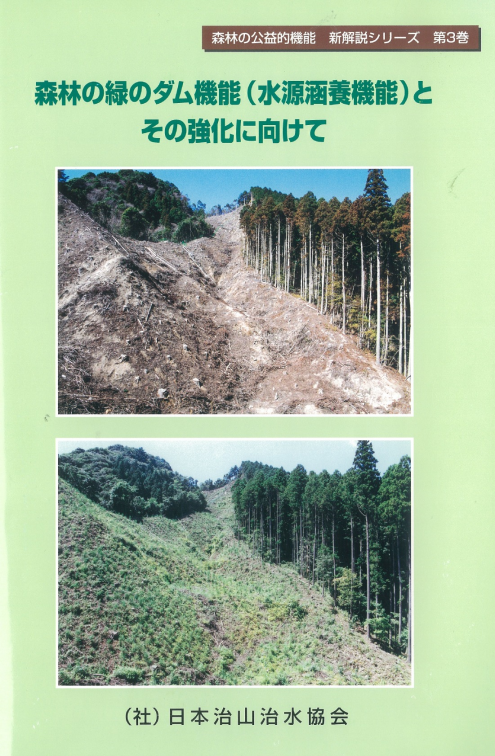 森林の公益的機能　新解説シリーズ　第3巻
森林の緑のダム機能(水源涵養機能)と
その強化に向けて
(社)日本治山治水協会